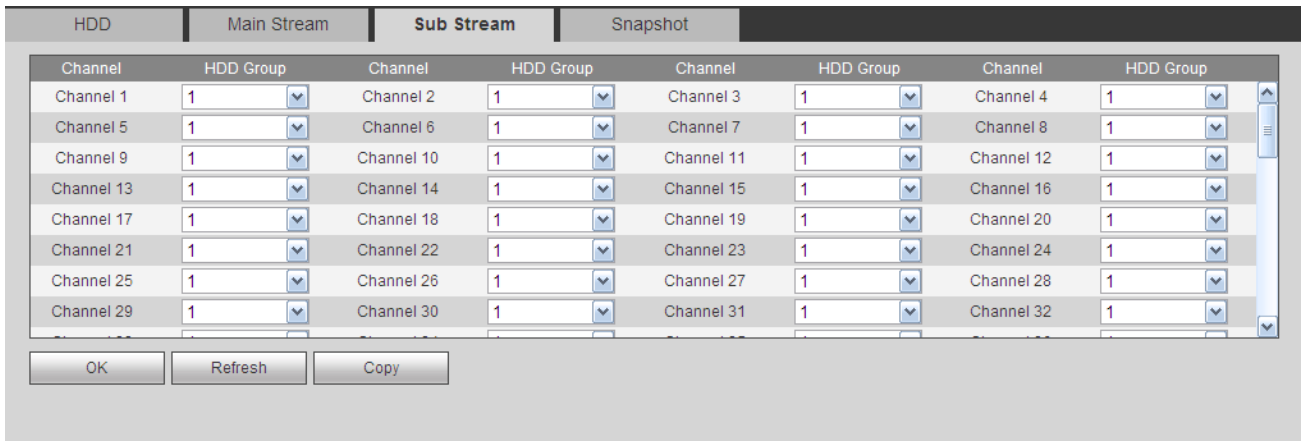 HDD Main Stream Sub Stream Snapshot
Channel HDD Group Channel HDD Group Channel HDD Group Channel HDD Group
Channel 1 1 Channel 2 1 Channel 3 1 Channel 4 1
Channel 5 1 Channel 6 1 Channel 7 1 Channel 8 1
Channel 9 1 Channel 10 1 Channel 11 1 Channel 12 1
Channel 13 1 Channel 14 1 Channel 15 1 Channel 16 1
Channel 17 1 Channel 18 1 Channel 19 1 Channel 20 1
Channel 21 1 Channel 22 1 Channel 23 1 Channel 24 1
Channel 25 1 Channel 26 1 Channel 27 1 Channel 28 1
Channel 29 1 Channel 30 1 Channel 31 1 Channel 32 1
OK Refresh Copy